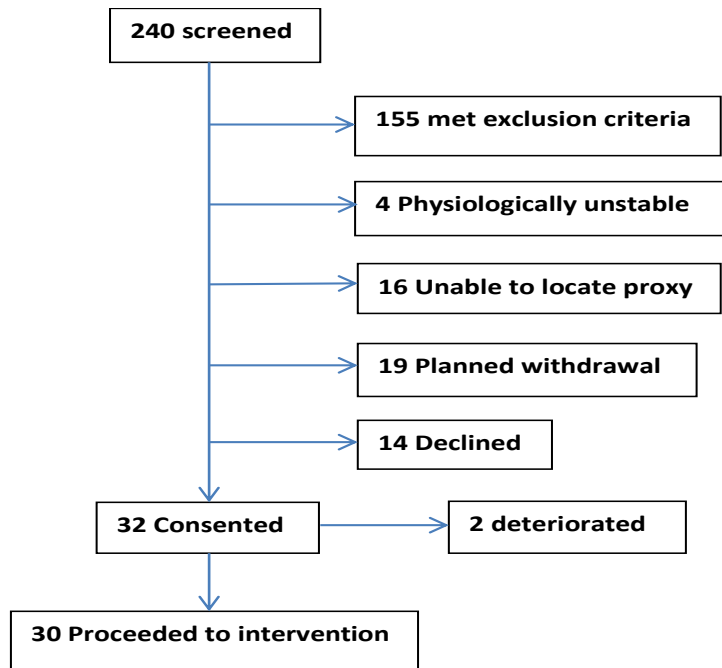 240 screened
155 met exclusion criteria
4 Physiologically unstable
16 Unable to locate proxy
19 Planned withdrawal
14 Declined
32 Consented
2 deteriorated
30 Proceeded to intervention